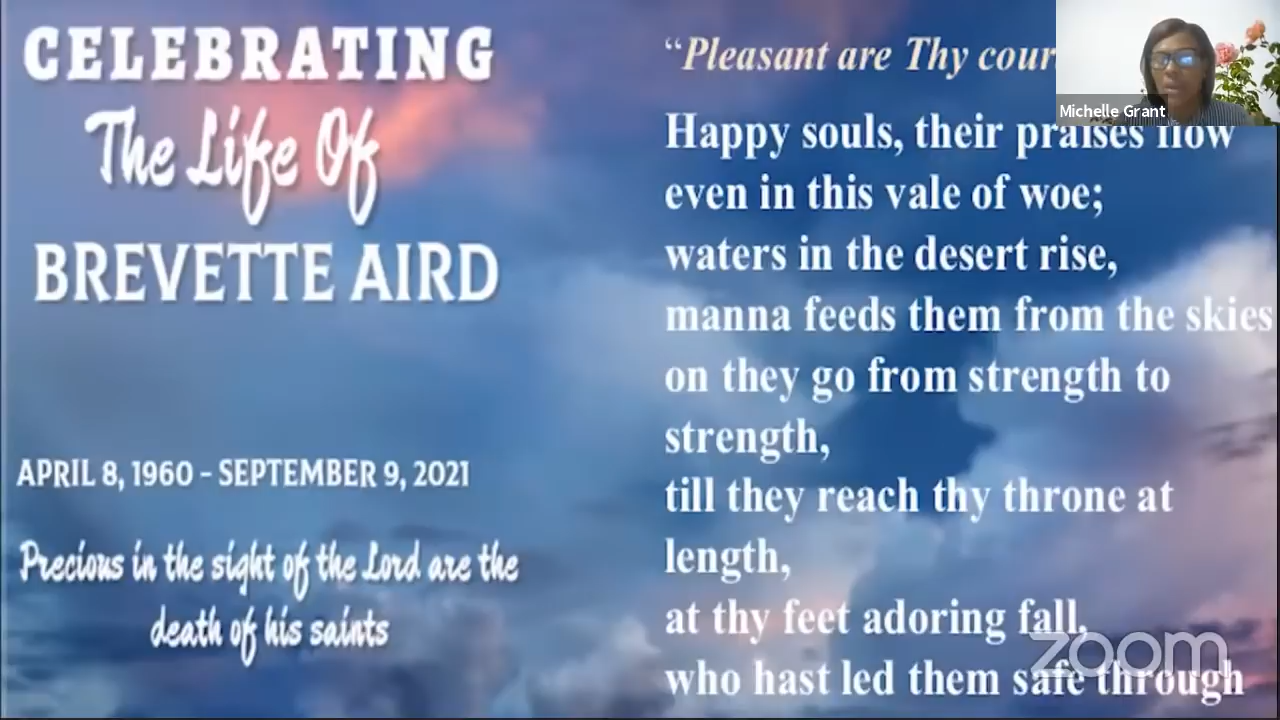 CELEBRATING
The Life Of
BREVETTE AIRD
APRIL 8, 1960 - SEPTEMBER 9, 2021
Precious in the sight of the Lord are the
death of his saints
“Pleasant are Thy cour
Happy souls, their praises flow
even in this vale of woe;
waters in the desert rise,
manna feeds them from the skies
on they go from strength to
strength,
till they reach thy throne at
length,
at thy feet adoring fall,
who hast led them safe through
Michelle Grant
zoom